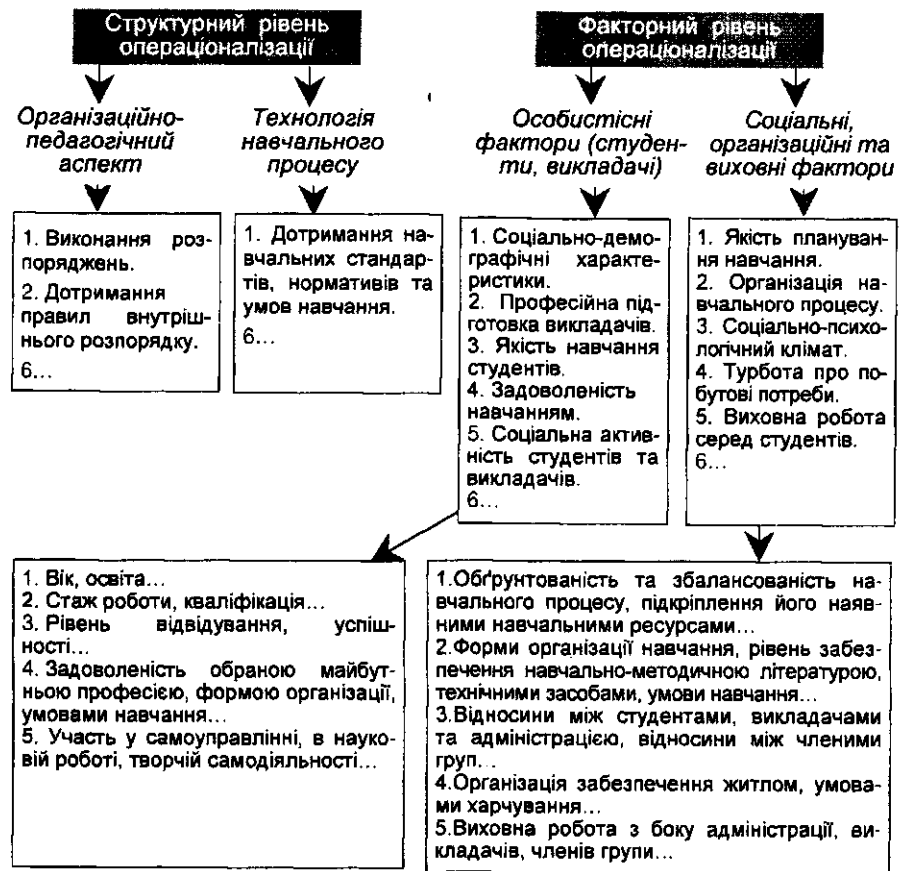 Структурний рівень
операціоналізації
Факторний рівень
операціоналізації
Організаційно-
педагогічний
аспект
Технологія
навчального
процесу
Особистісні
фактори (студен-
ти, викладачі)
Соціальні,
організаційні та
виховні фактори
1. Виконання роз-
поряджень.
2. Дотримання
правил внутріш-
нього розпорядку.
6...
1. Дотримання на-
вчальних стандар-
тів, нормативів та
умов навчання.
6...
1. Соціально-демо-
графічні характе-
ристики.
2. Професійна під-
готовка викладачів.
3. Якість навчання
студентів.
4. Задоволеність
навчанням.
5. Соціальна актив-
ність студентів та
викладачів.
6...
1. Якість плануван-
ня навчання.
2. Організація на-
вчального процесу.
3. Соціально-психо-
логічний клімат.
4. Турбота про по-
бутові потреби.
5. Виховна робота
серед студентів.
6...
1. Вік, освіта...
2. Стаж роботи, кваліфікація...
3. Рівень відвідування, успіш-
ності...
4. Задоволеність обраною майбут-
ньою професією, формою організації,
умовами навчання...
5. Участь у самоуправлінні, в науко-
вій роботі, творчій самодіяльності...
1.Обґрунтованість та збалансованість на-
вчального процесу, підкріплення його наяв-
ними навчальними ресурсами...
2.Форми організації навчання, рівень забез-
печення навчально-методичною літературою,
технічними засобами, умови навчання...
3.Відносини між студентами, викладачами
та адміністрацією, відносини між членими
груп...
4.Організація забезпечення житлом, умова-
ми харчування...
5.Виховна робота з боку адміністрації, ви-
кладачів, членів групи...